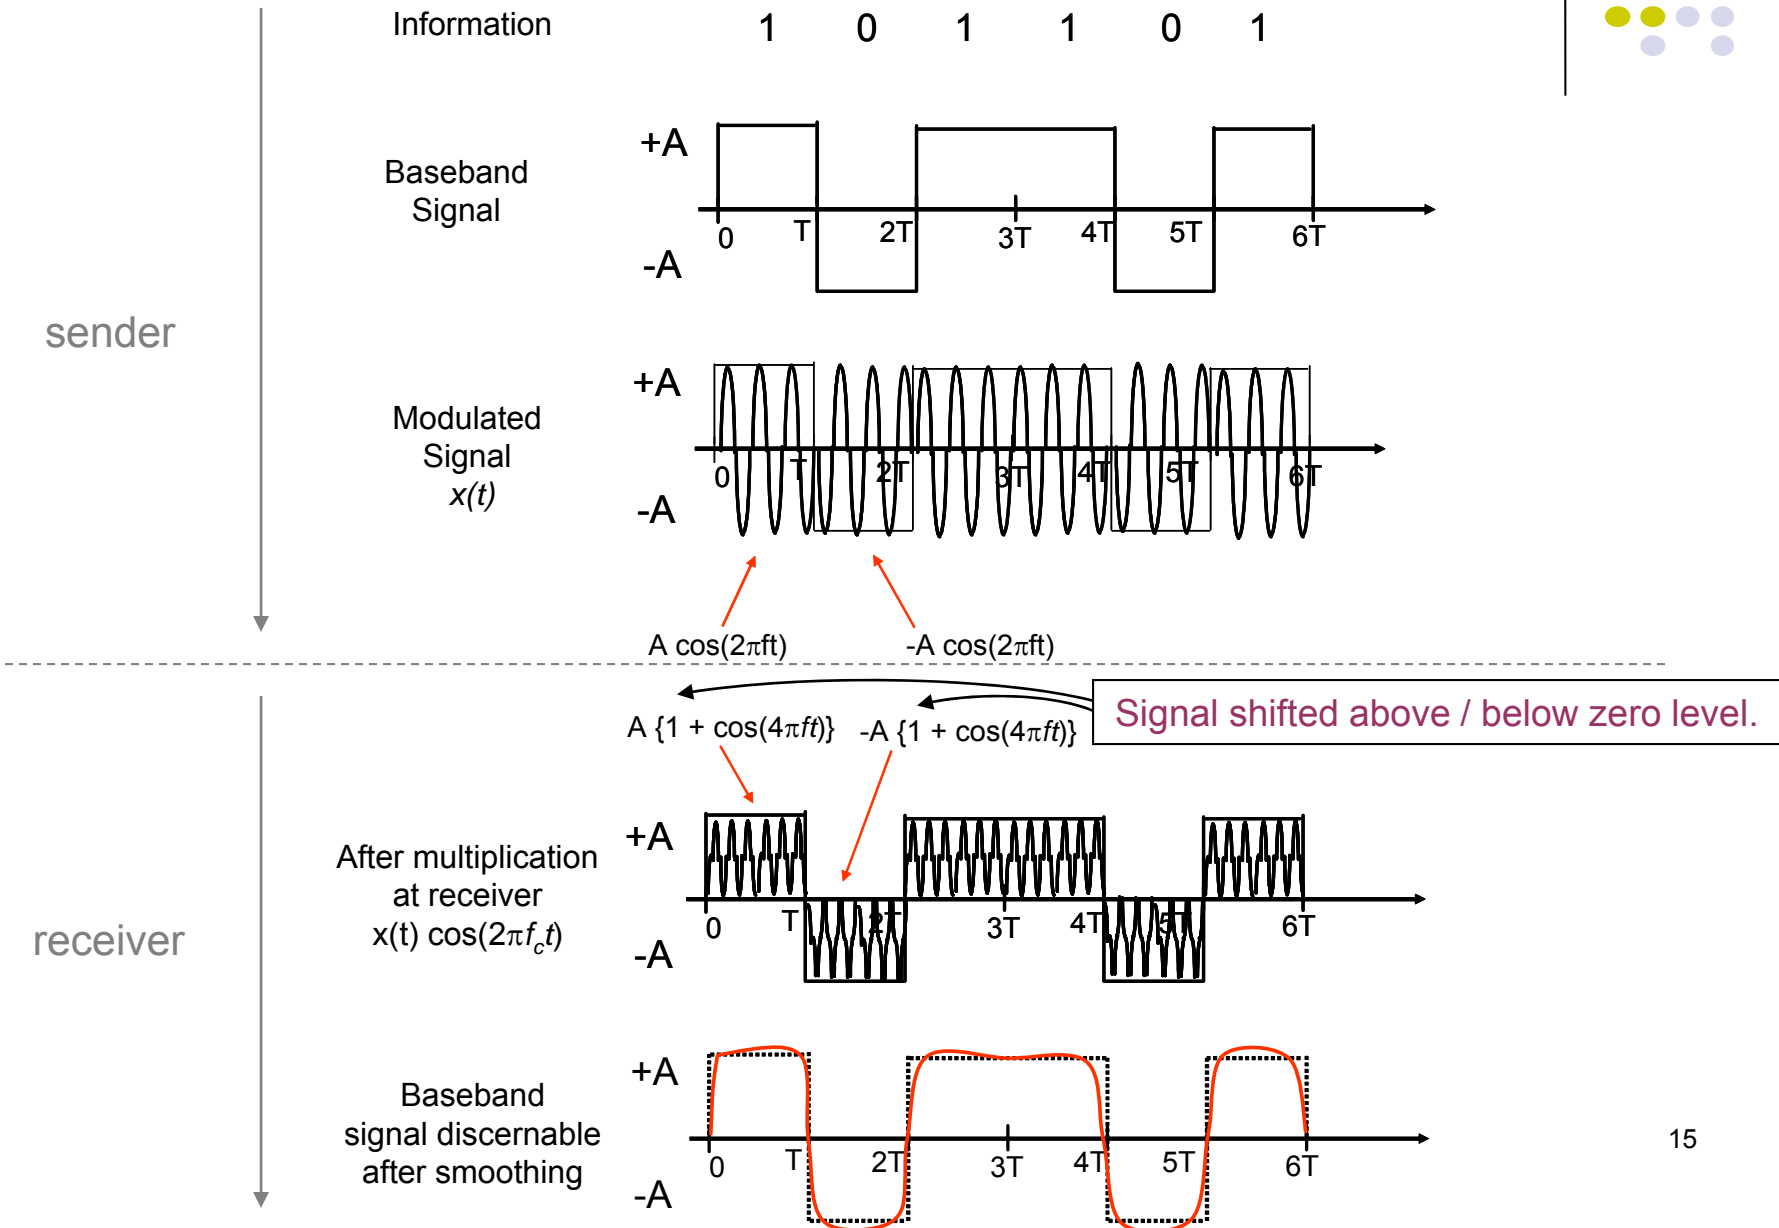 Information 1 0 1 1 0 1
+A
Baseband
Signal
0 T 2T 3T 4T 5T 6T
-A
sender
+A
Modulated
Signal
x(t)
0 T 2T 3T 4T 5T 6T
-A
A cos(2πft) -A cos(2πft)
Signal shifted above / below zero level.
A {1 + cos(4πft)} -A {1 + cos(4πft)}
+A
After multiplication
at receiver
x(t) cos(2πf_ct)
0 T 2T 3T 4T 5T 6T
-A
receiver
+A
Baseband
signal discernable
after smoothing
0 T 2T 3T 4T 5T 6T
-A
15